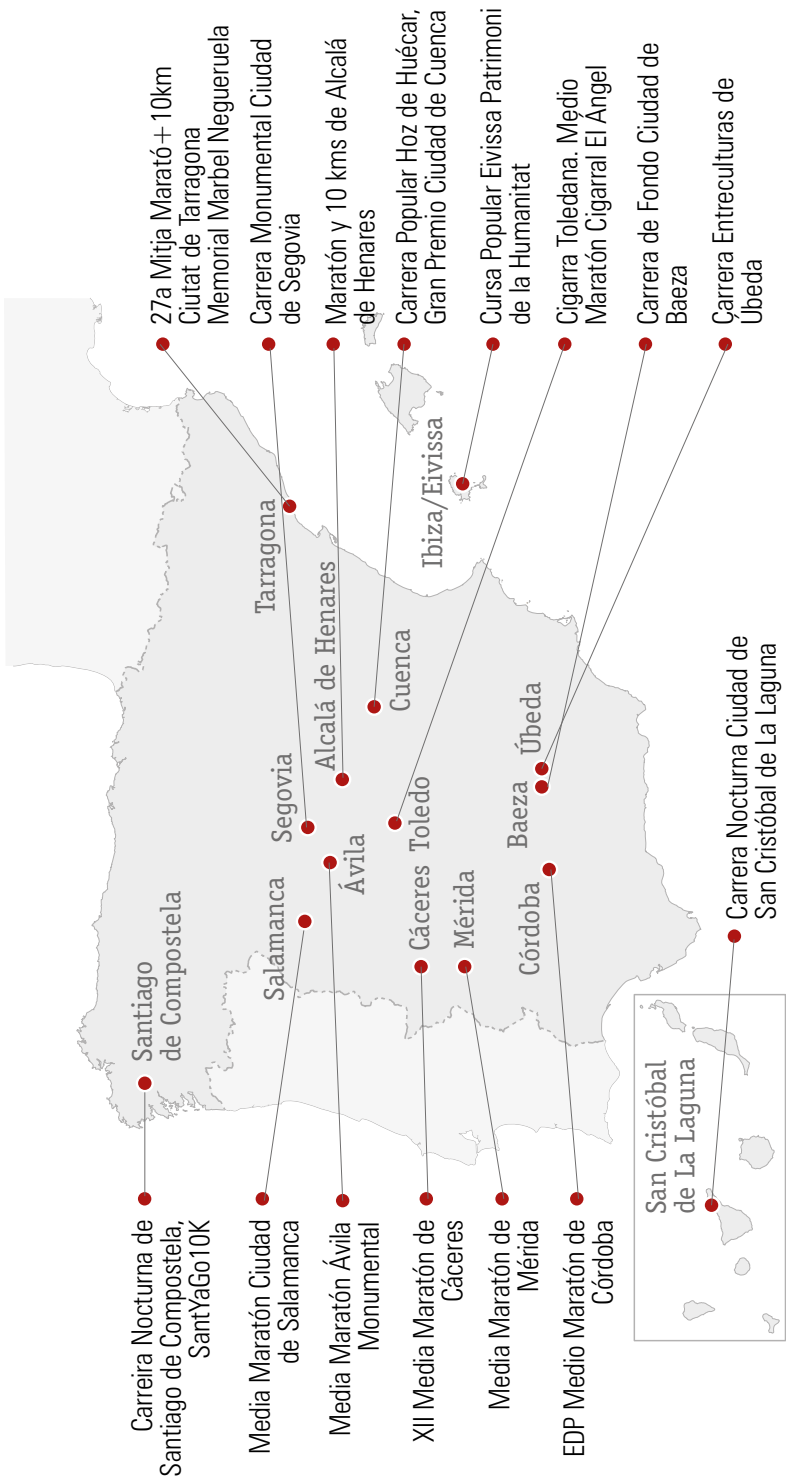 Carreira Nocturna de
Santiago de Compostela,
SantYaGo10K
Media Maratón Ciudad
de Salamanca
Media Maratón Ávila
Monumental
XII Media Maratón de
Cáceres
Media Maratón de
Mérida
EDP Medio Maratón de
Córdoba
Santiago
de Compostela
Salamanca
Ávila
Segovia
Alcalá de Henares
Tarragona
Cuenca
Toledo
Cáceres
Mérida
Córdoba
Baeza
Úbeda
Ibiza/Eivissa
San Cristóbal
de La Laguna
27a Mitja Marató+10km
Ciutat de Tarragona
Memorial Marbel Negueruela
Carrera Monumental Ciudad
de Segovia
Maratón y 10 kms de Alcalá
de Henares
Carrera Popular Hoz de Huécar,
Gran Premio Ciudad de Cuenca
Cursa Popular Eivissa Patrimoni
de la Humanitat
Cigarra Toledana. Medio
Maratón Cigarral El Ángel
Carrera de Fondo Ciudad de
Baeza
Carrera Entreculturas de
Úbeda
Carrera Nocturna Ciudad de
San Cristóbal de La Laguna